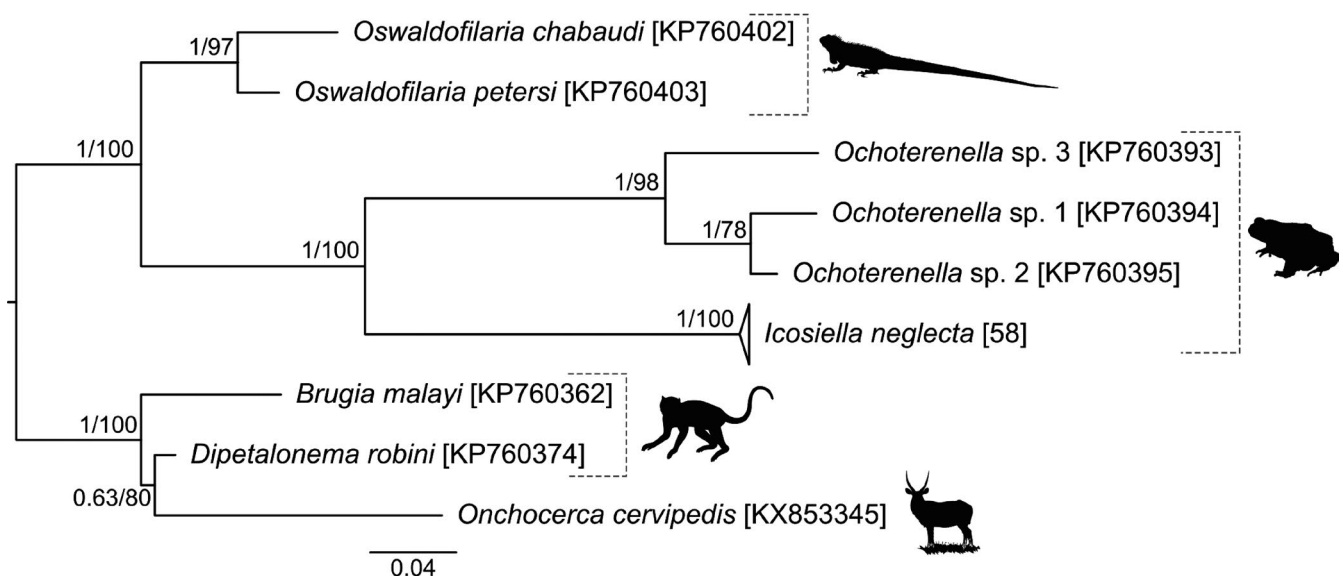 Oswaldofilaria chabaudi [KP760402]
1/97
Oswaldofilaria petersi [KP760403]
1/100
Ochoterenella sp. 3 [KP760393]
1/98
Ochoterenella sp. 1 [KP760394]
1/78
1/100
Ochoterenella sp. 2 [KP760395]
1/100
Icosiella neglecta [58]
Brugia malayi [KP760362]
1/100
Dipetalonema robini [KP760374]
0.63/80
Onchocerca cervipedis [KX853345]
0.04